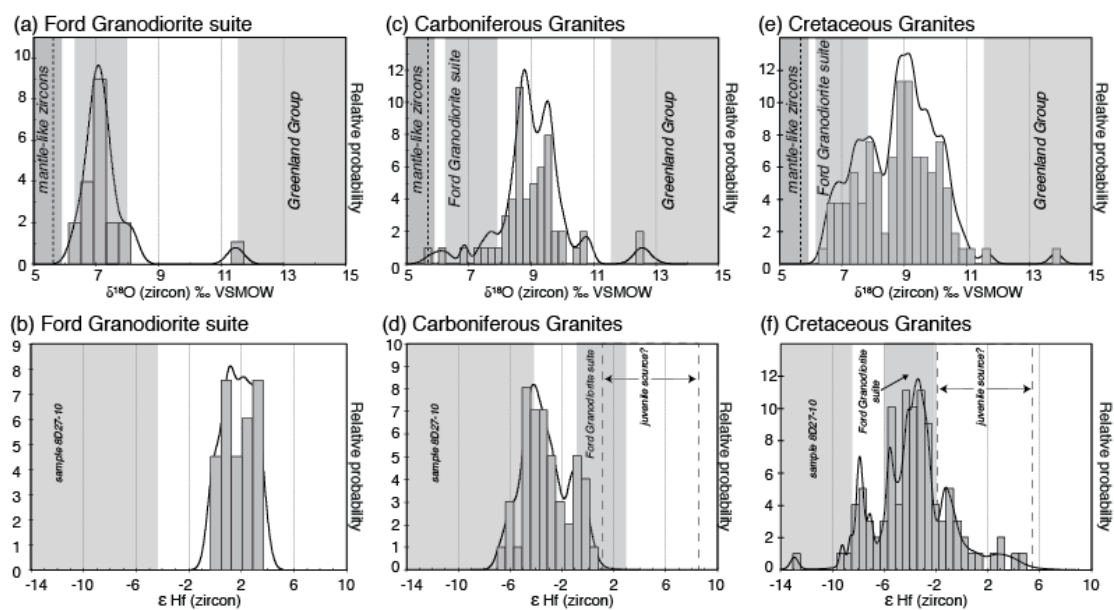 (a) Ford Granodiorite suite
10
8
6
4
2
0
mantle-like zircons
Greenland Group
Relative probability
5 7 9 11 13 15
δ¹⁸O (zircon) ‰ VSMOW
(c) Carboniferous Granites
12
10
8
6
4
2
0
mantle-like zircons
Ford Granodiorite suite
Greenland Group
Relative probability
5 7 9 11 13 15
δ¹⁸O (zircon) ‰ VSMOW
(e) Cretaceous Granites
12
10
8
6
4
2
0
mantle-like zircons
Ford Granodiorite suite
Greenland Group
Relative probability
5 7 9 11 13 15
δ¹⁸O (zircon) ‰ VSMOW
(b) Ford Granodiorite suite
9
8
7
6
5
4
3
2
1
0
sample 8D27-10
Relative probability
-14 -10 -6 -2 2 6 10
ε Hf (zircon)
(d) Carboniferous Granites
10
9
8
7
6
5
4
3
2
1
0
sample 8D27-10
Ford Granodiorite suite
juvenile source?
Relative probability
-14 -10 -6 -2 2 6 10
ε Hf (zircon)
(f) Cretaceous Granites
12
10
8
6
4
2
0
sample 8D27-10
Ford Granodiorite
suite
juvenile source?
Relative probability
-14 -10 -6 -2 2 6 10
ε Hf (zircon)